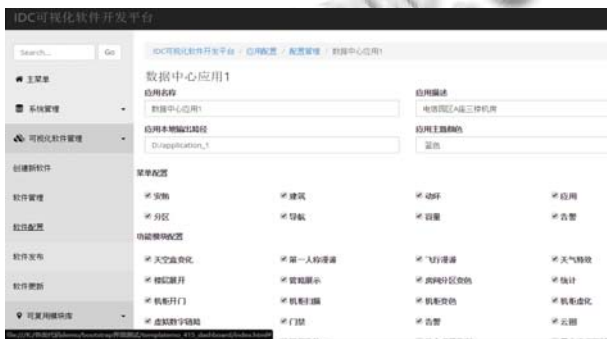 IDC可视化软件开发平台
Search...
Go
IDC可视化软件开发平台 / 应用配置 / 配置管理 / 数据中心应用1
主菜单
系统管理
可视化软件管理
创建新软件
软件管理
软件配置
软件发布
软件更新
可复用模块库
数据中心应用1
应用名称
应用描述
数据中心应用1
电信园区A座三楼机房
应用本地输出路径
应用主题颜色
D:/application_1
蓝色
菜单配置
安防
建筑
动环
应用
分区
导航
容量
告警
功能模块配置
天空盒变化
第一人称漫游
飞行漫游
天气特效
楼层展开
管路展示
房间分区变色
统计
机柜开门
机柜扫描
机柜变色
机柜虚化
虚拟数字链路
门禁
告警
云图